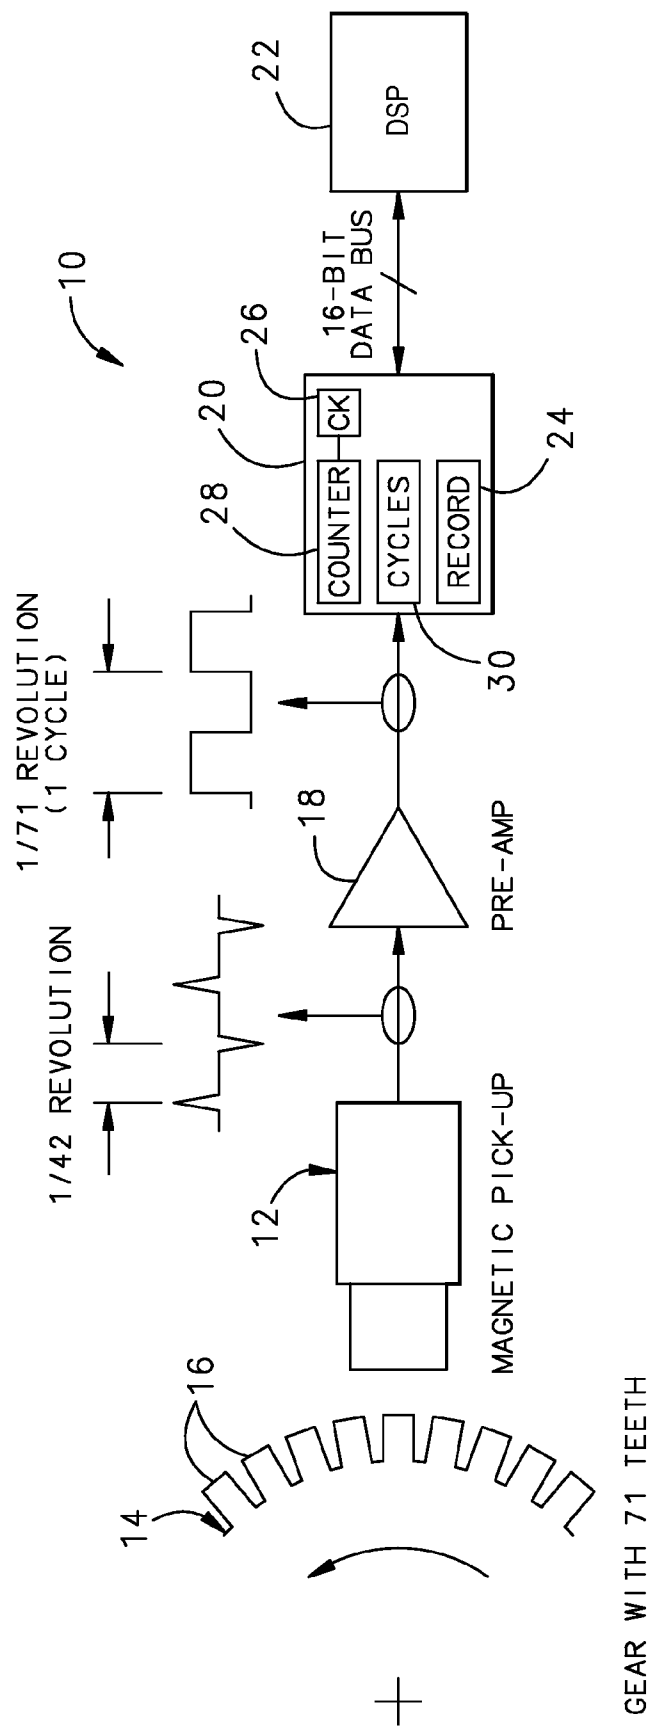 10
1/42 REVOLUTION
1/71 REVOLUTION
(1 CYCLE)
14
16
12
18
28
20
26
22
COUNTER
CK
CYCLES
RECORD
30
24
16-BIT
DATA BUS
DSP
MAGNETIC PICK-UP
PRE-AMP
GEAR WITH 71 TEETH